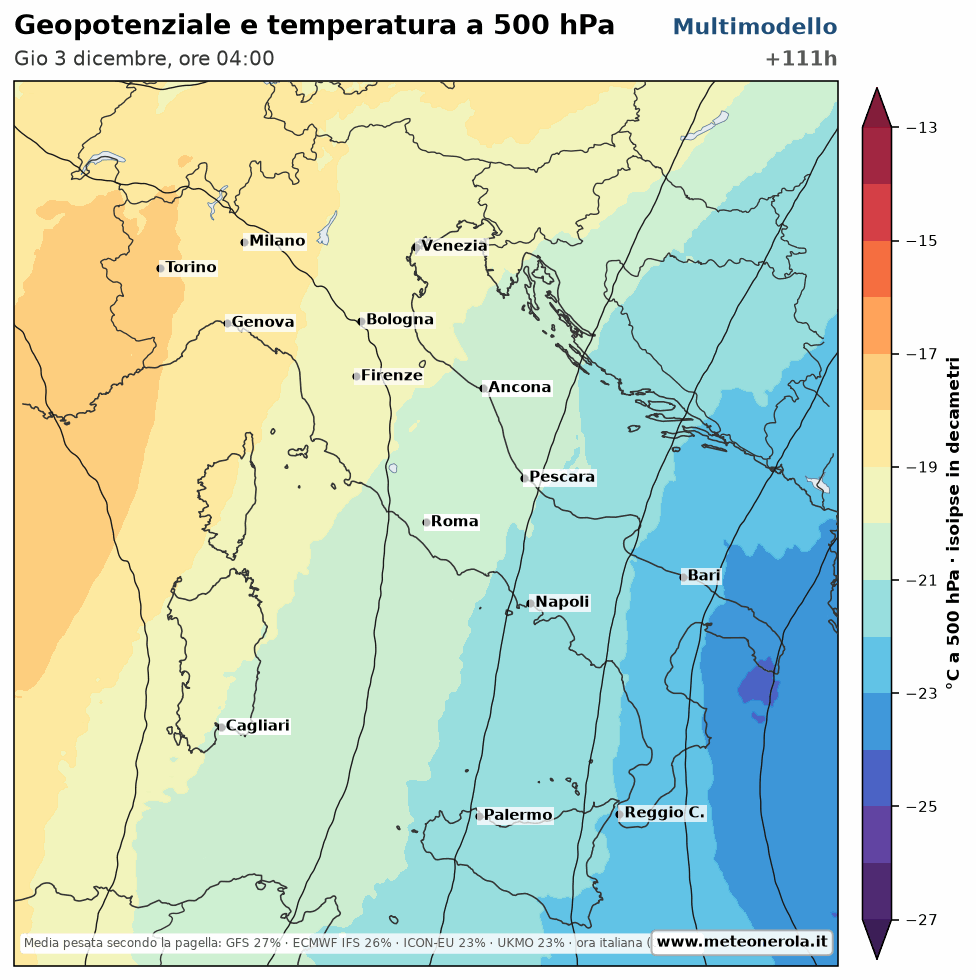 Geopotenziale e temperatura a 500 hPa
Multimodello
Gio 3 dicembre, ore 04:00
+111h
−13
−15
−17
−19
−21
−23
−25
−27
°C a 500 hPa · isoipse in decametri
Milano
Venezia
Torino
Genova
Bologna
Firenze
Ancona
Pescara
Roma
Bari
Napoli
Cagliari
Palermo
Reggio C.
Media pesata secondo la pagella: GFS 27% · ECMWF IFS 26% · ICON-EU 23% · UKMO 23% · ora italiana (
www.meteonerola.it